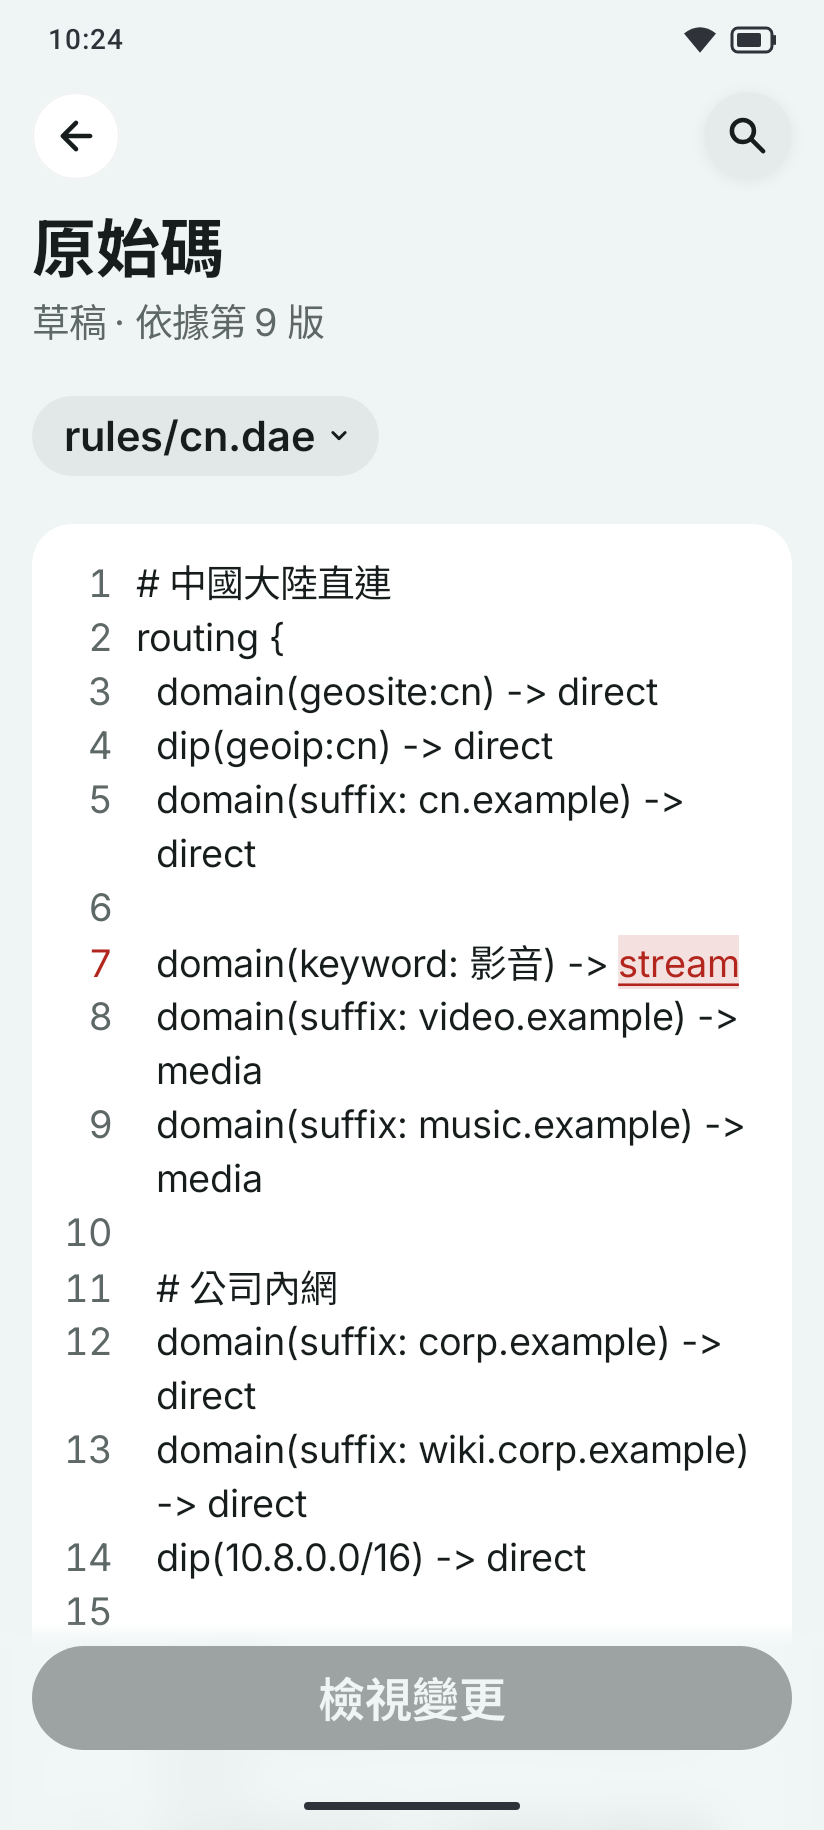 10:24
原始碼
草稿 · 依據第 9 版
rules/cn.dae
1 # 中國大陸直連
2 routing {
3 domain(geosite:cn) -> direct
4 dip(geoip:cn) -> direct
5 domain(suffix: cn.example) ->
direct
6
7 domain(keyword: 影音) -> stream
8 domain(suffix: video.example) ->
media
9 domain(suffix: music.example) ->
media
10
11 # 公司內網
12 domain(suffix: corp.example) ->
direct
13 domain(suffix: wiki.corp.example)
-> direct
14 dip(10.8.0.0/16) -> direct
15
檢視變更